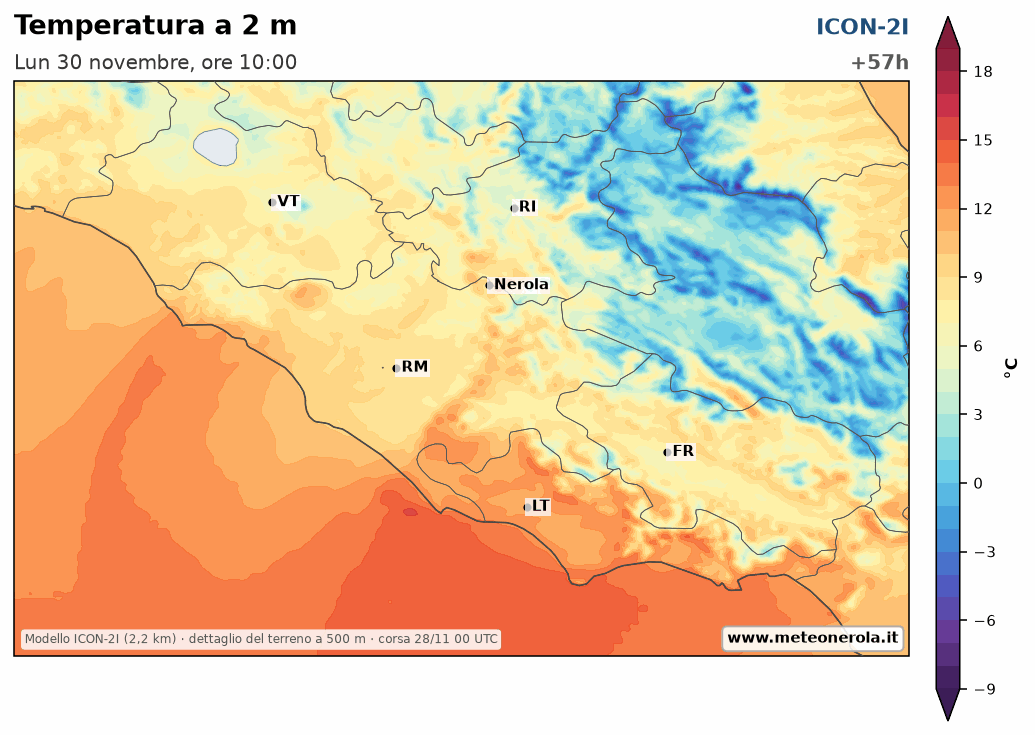 Temperatura a 2 m
ICON-2I
Lun 30 novembre, ore 10:00
+57h
18
15
12
9
6
3
0
−3
−6
−9
°C
VT
RI
Nerola
RM
FR
LT
Modello ICON-2I (2,2 km) · dettaglio del terreno a 500 m · corsa 28/11 00 UTC
www.meteonerola.it